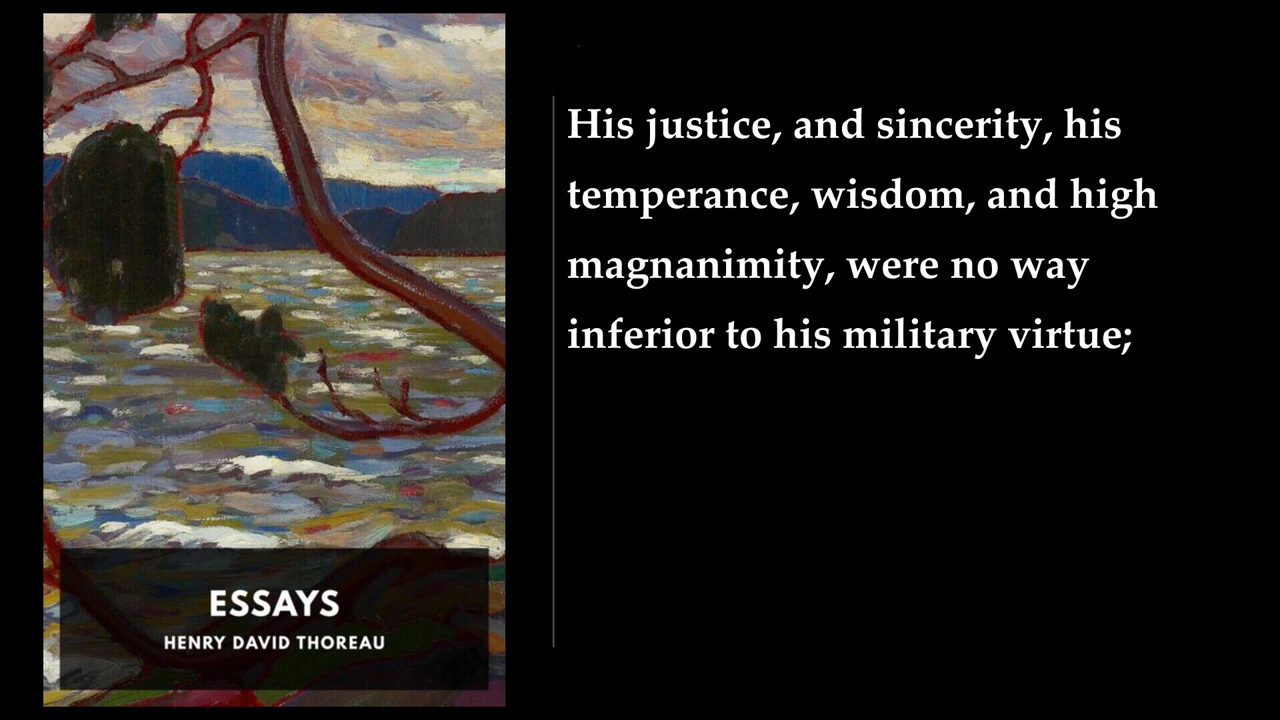 His justice, and sincerity, his
temperance, wisdom, and high
magnanimity, were no way
inferior to his military virtue;
ESSAYS
HENRY DAVID THOREAU